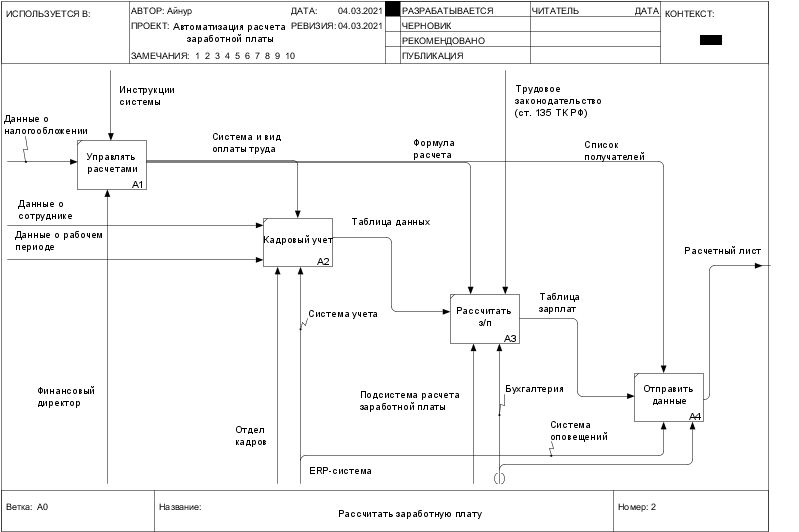 ИСПОЛЬЗУЕТСЯ В:
АВТОР: Айнур
ДАТА: 04.03.2021
ПРОЕКТ: Автоматизация расчета
заработной платы
РЕВИЗИЯ: 04.03.2021
ЗАМЕЧАНИЯ: 1 2 3 4 5 6 7 8 9 10
РАЗРАБАТЫВАЕТСЯ
ЧЕРНОВИК
РЕКОМЕНДОВАНО
ПУБЛИКАЦИЯ
ЧИТАТЕЛЬ
ДАТА
КОНТЕКСТ:
Инструкции
системы
Трудовое
законодательство
(ст. 135 ТК РФ)
Данные о
налогообложении
Система и вид
оплаты труда
Формула
расчета
Список
получателей
Управлять
расчетами
A1
Данные о
сотруднике
Данные о рабочем
периоде
Кадровый учет
A2
Таблица данных
Расчетный лист
Система учета
Рассчитать
з/п
A3
Таблица
зарплат
Финансовый
директор
Подсистема расчета
заработной платы
Бухгалтерия
Отправить
данные
A4
Отдел
кадров
Система
оповещений
ERP-система
Ветка: A0
Название:
Рассчитать заработную плату
Номер: 2